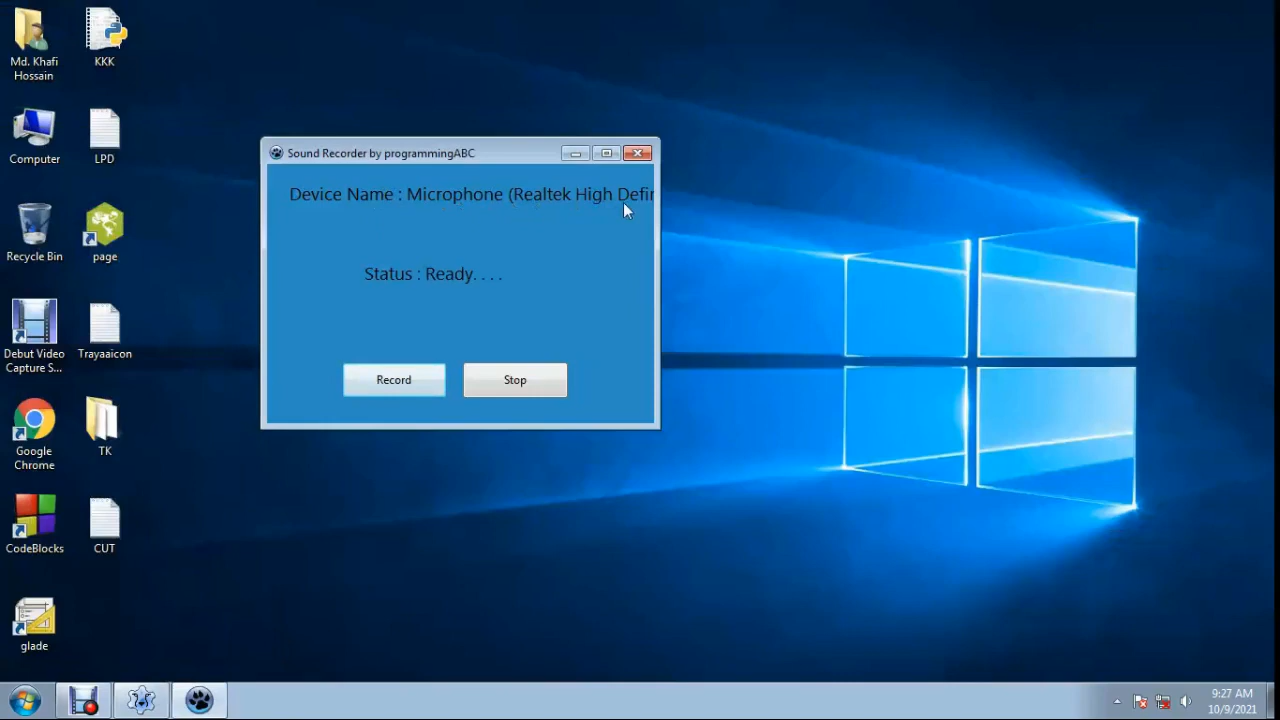 Md. Khafi
Hossain
KKK
Computer
LPD
Recycle Bin
page
Debut Video
Capture S...
Trayaaicon
Google
Chrome
TK
CodeBlocks
CUT
glade
Sound Recorder by programmingABC
Device Name : Microphone (Realtek High Defin
Status : Ready. . . .
Record
Stop
9:27 AM
10/9/2021